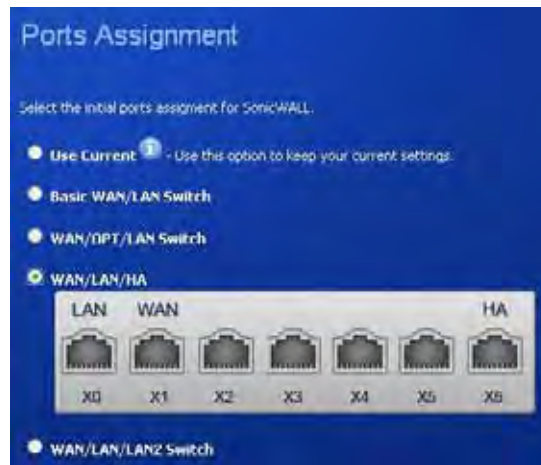 Ports Assignment
Select the initial ports assigment for SonicWALL.
Use Current i - Use this option to keep your current settings.
Basic WAN/LAN Switch
WAN/OPT/LAN Switch
WAN/LAN/HA
LAN WAN HA
X0 X1 X2 X3 X4 X5 X6
WAN/LAN/LAN2 Switch